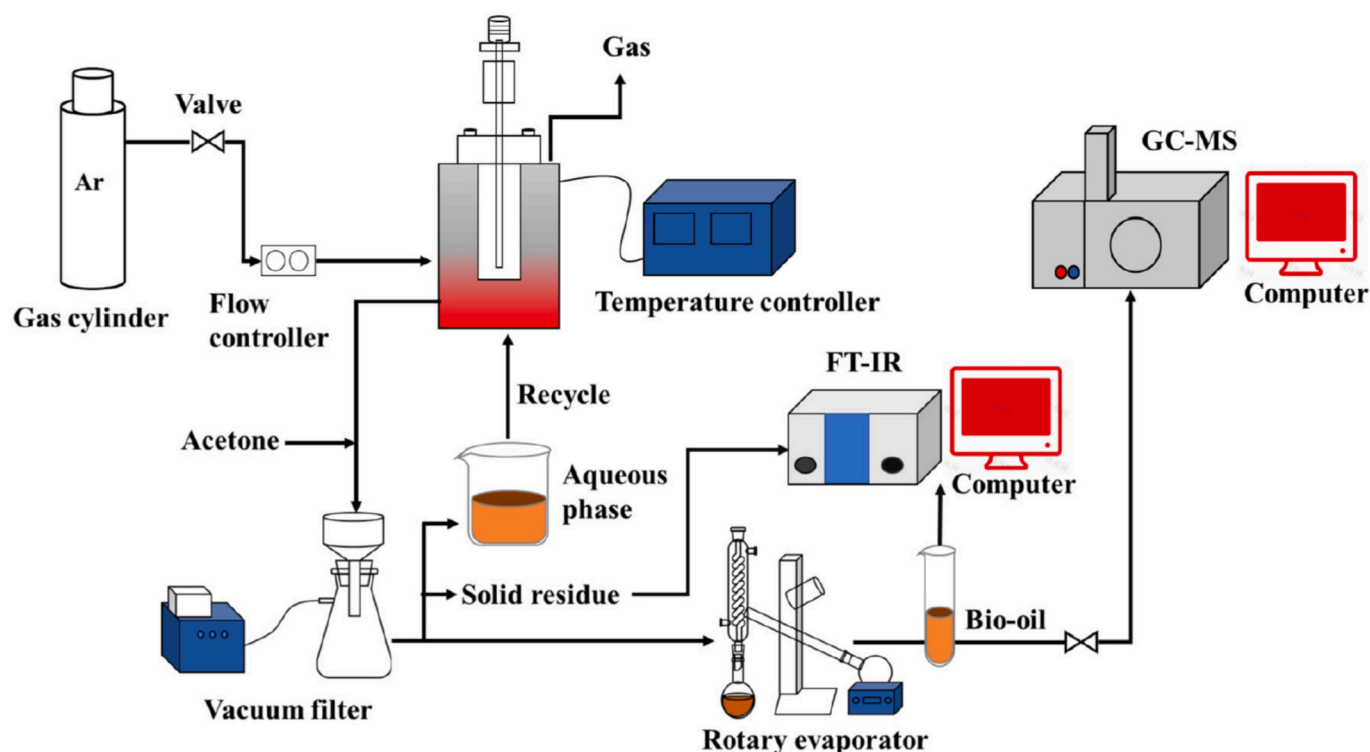 Gas
Valve
GC-MS
Ar
Gas cylinder
Flow
controller
Temperature controller
Computer
FT-IR
Recycle
Acetone
Aqueous
phase
Computer
Solid residue
Bio-oil
Vacuum filter
Rotary evaporator